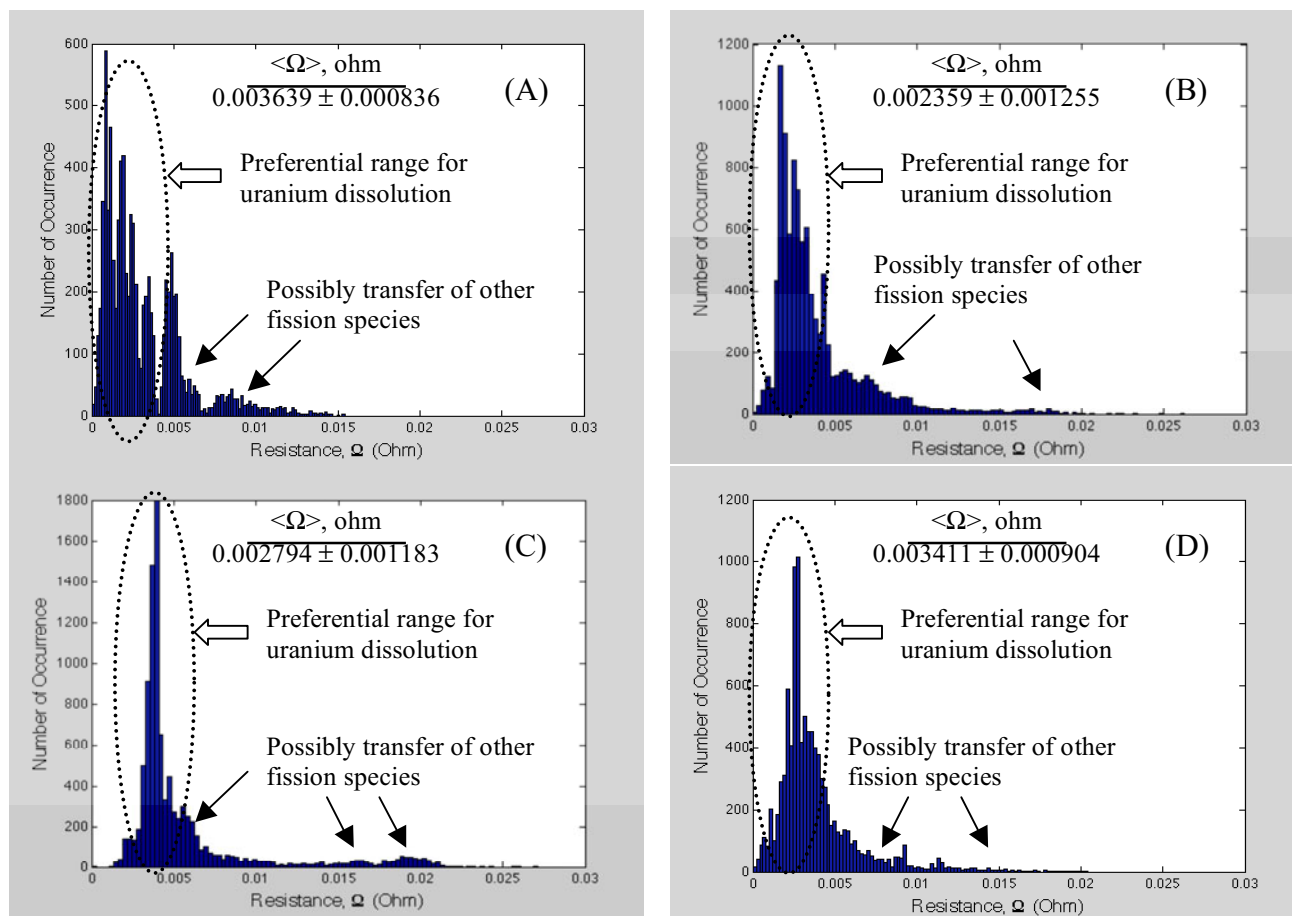 600
500
400
300
200
100
0
Number of Occurrence
<Ω>, ohm
0.003639 ± 0.000836
(A)
Preferential range for
uranium dissolution
Possibly transfer of other
fission species
0 0.005 0.01 0.015 0.02 0.025 0.03
Resistance, Ω (Ohm)
1200
1000
800
600
400
200
0
Number of Occurrence
<Ω>, ohm
0.002359 ± 0.001255
(B)
Preferential range for
uranium dissolution
Possibly transfer of other
fission species
0 0.005 0.01 0.015 0.02 0.025 0.03
Resistance, Ω (Ohm)
1800
1600
1400
1200
1000
800
600
400
200
0
Number of Occurrence
<Ω>, ohm
0.002794 ± 0.001183
(C)
Preferential range for
uranium dissolution
Possibly transfer of other
fission species
0 0.005 0.01 0.015 0.02 0.025 0.03
Resistance, Ω (Ohm)
1200
1000
800
600
400
200
0
Number of Occurrence
<Ω>, ohm
0.003411 ± 0.000904
(D)
Preferential range for
uranium dissolution
Possibly transfer of other
fission species
0 0.005 0.01 0.015 0.02 0.025 0.03
Resistance, Ω (Ohm)